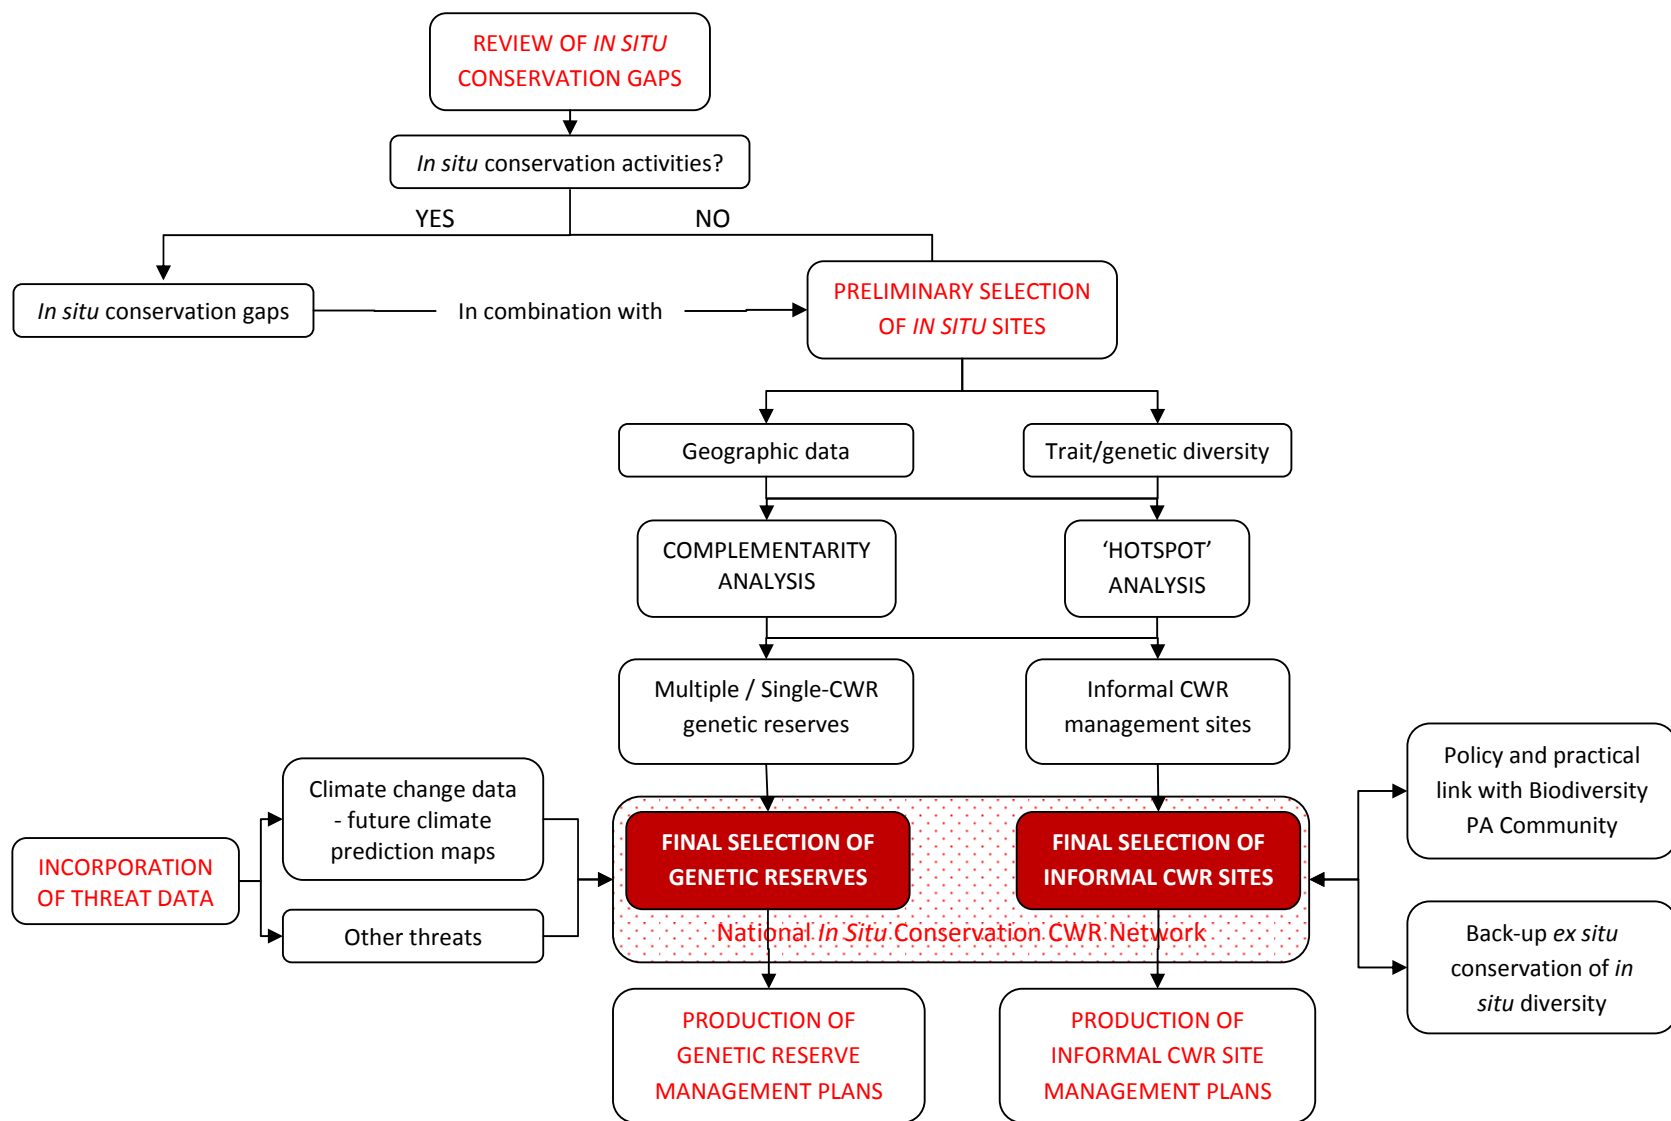 REVIEW OF IN SITU
CONSERVATION GAPS
In situ conservation activities?
YES
NO
In situ conservation gaps
In combination with
PRELIMINARY SELECTION
OF IN SITU SITES
Geographic data
Trait/genetic diversity
COMPLEMENTARITY
ANALYSIS
‘HOTSPOT’
ANALYSIS
Multiple / Single-CWR
genetic reserves
Informal CWR
management sites
Climate change data
- future climate
prediction maps
INCORPORATION
OF THREAT DATA
Other threats
FINAL SELECTION OF
GENETIC RESERVES
FINAL SELECTION OF
INFORMAL CWR SITES
National In Situ Conservation CWR Network
Policy and practical
link with Biodiversity
PA Community
Back-up ex situ
conservation of in
situ diversity
PRODUCTION OF
GENETIC RESERVE
MANAGEMENT PLANS
PRODUCTION OF
INFORMAL CWR SITE
MANAGEMENT PLANS